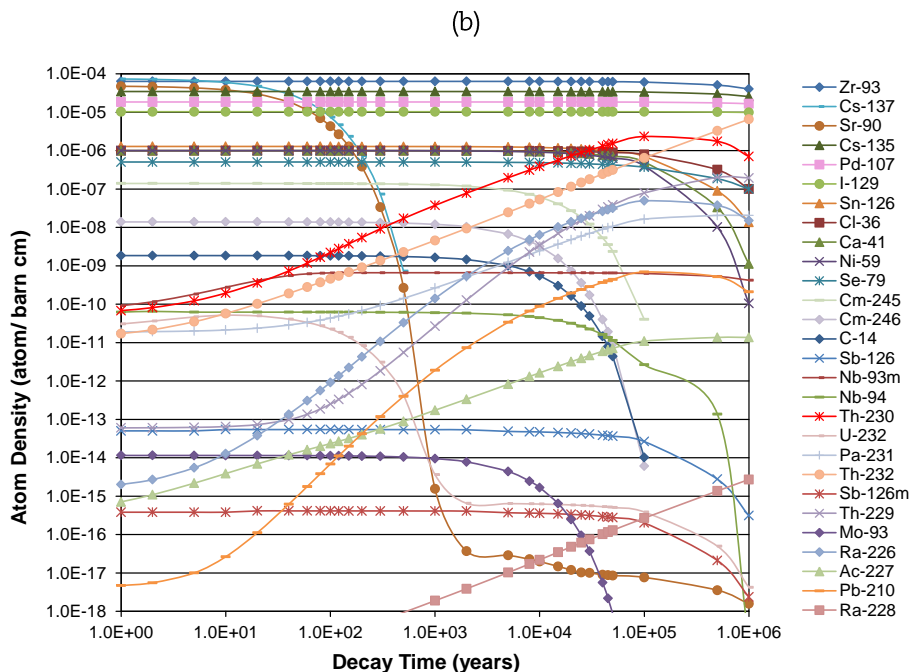 (b)
1.0E-04
1.0E-05
1.0E-06
1.0E-07
1.0E-08
1.0E-09
1.0E-10
1.0E-11
1.0E-12
1.0E-13
1.0E-14
1.0E-15
1.0E-16
1.0E-17
1.0E-18
Atom Density (atom/ barn cm)
1.0E+00 1.0E+01 1.0E+02 1.0E+03 1.0E+04 1.0E+05 1.0E+06
Decay Time (years)
Zr-93
Cs-137
Sr-90
Cs-135
Pd-107
I-129
Sn-126
Cl-36
Ca-41
Ni-59
Se-79
Cm-245
Cm-246
C-14
Sb-126
Nb-93m
Nb-94
Th-230
U-232
Pa-231
Th-232
Sb-126m
Th-229
Mo-93
Ra-226
Ac-227
Pb-210
Ra-228